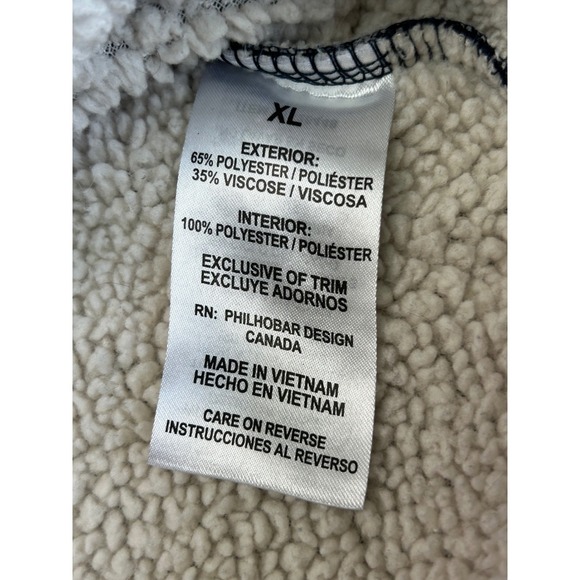 XL
EXTERIOR:
65% POLYESTER / POLIÉSTER
35% VISCOSE / VISCOSA
INTERIOR:
100% POLYESTER / POLIÉSTER
EXCLUSIVE OF TRIM
EXCLUYE ADORNOS
RN: PHILHOBAR DESIGN
CANADA
MADE IN VIETNAM
HECHO EN VIETNAM
CARE ON REVERSE
INSTRUCCIONES AL REVERSO